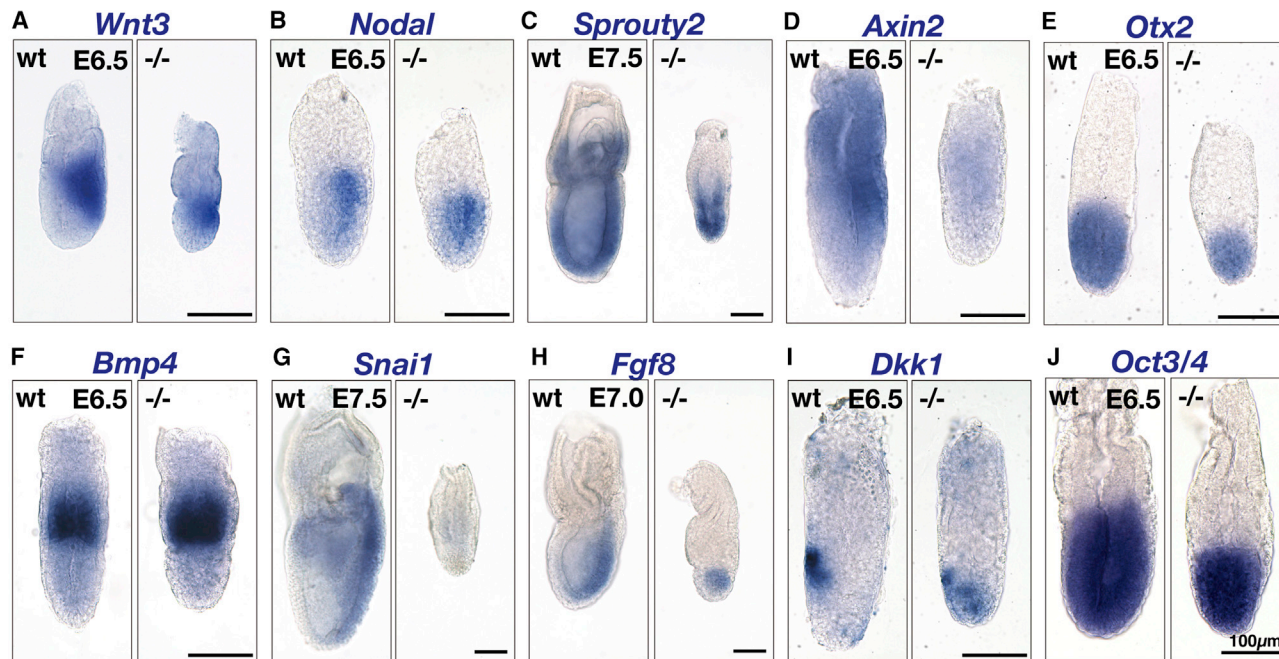 A Wnt3
wt E6.5 -/-
B Nodal
wt E6.5 -/-
C Sprouty2
wt E7.5 -/-
D Axin2
wt E6.5 -/-
E Otx2
wt E6.5 -/-
F Bmp4
wt E6.5 -/-
G Snai1
wt E7.5 -/-
H Fgf8
wt E7.0 -/-
I Dkk1
wt E6.5 -/-
J Oct3/4
wt E6.5 -/-
100µm